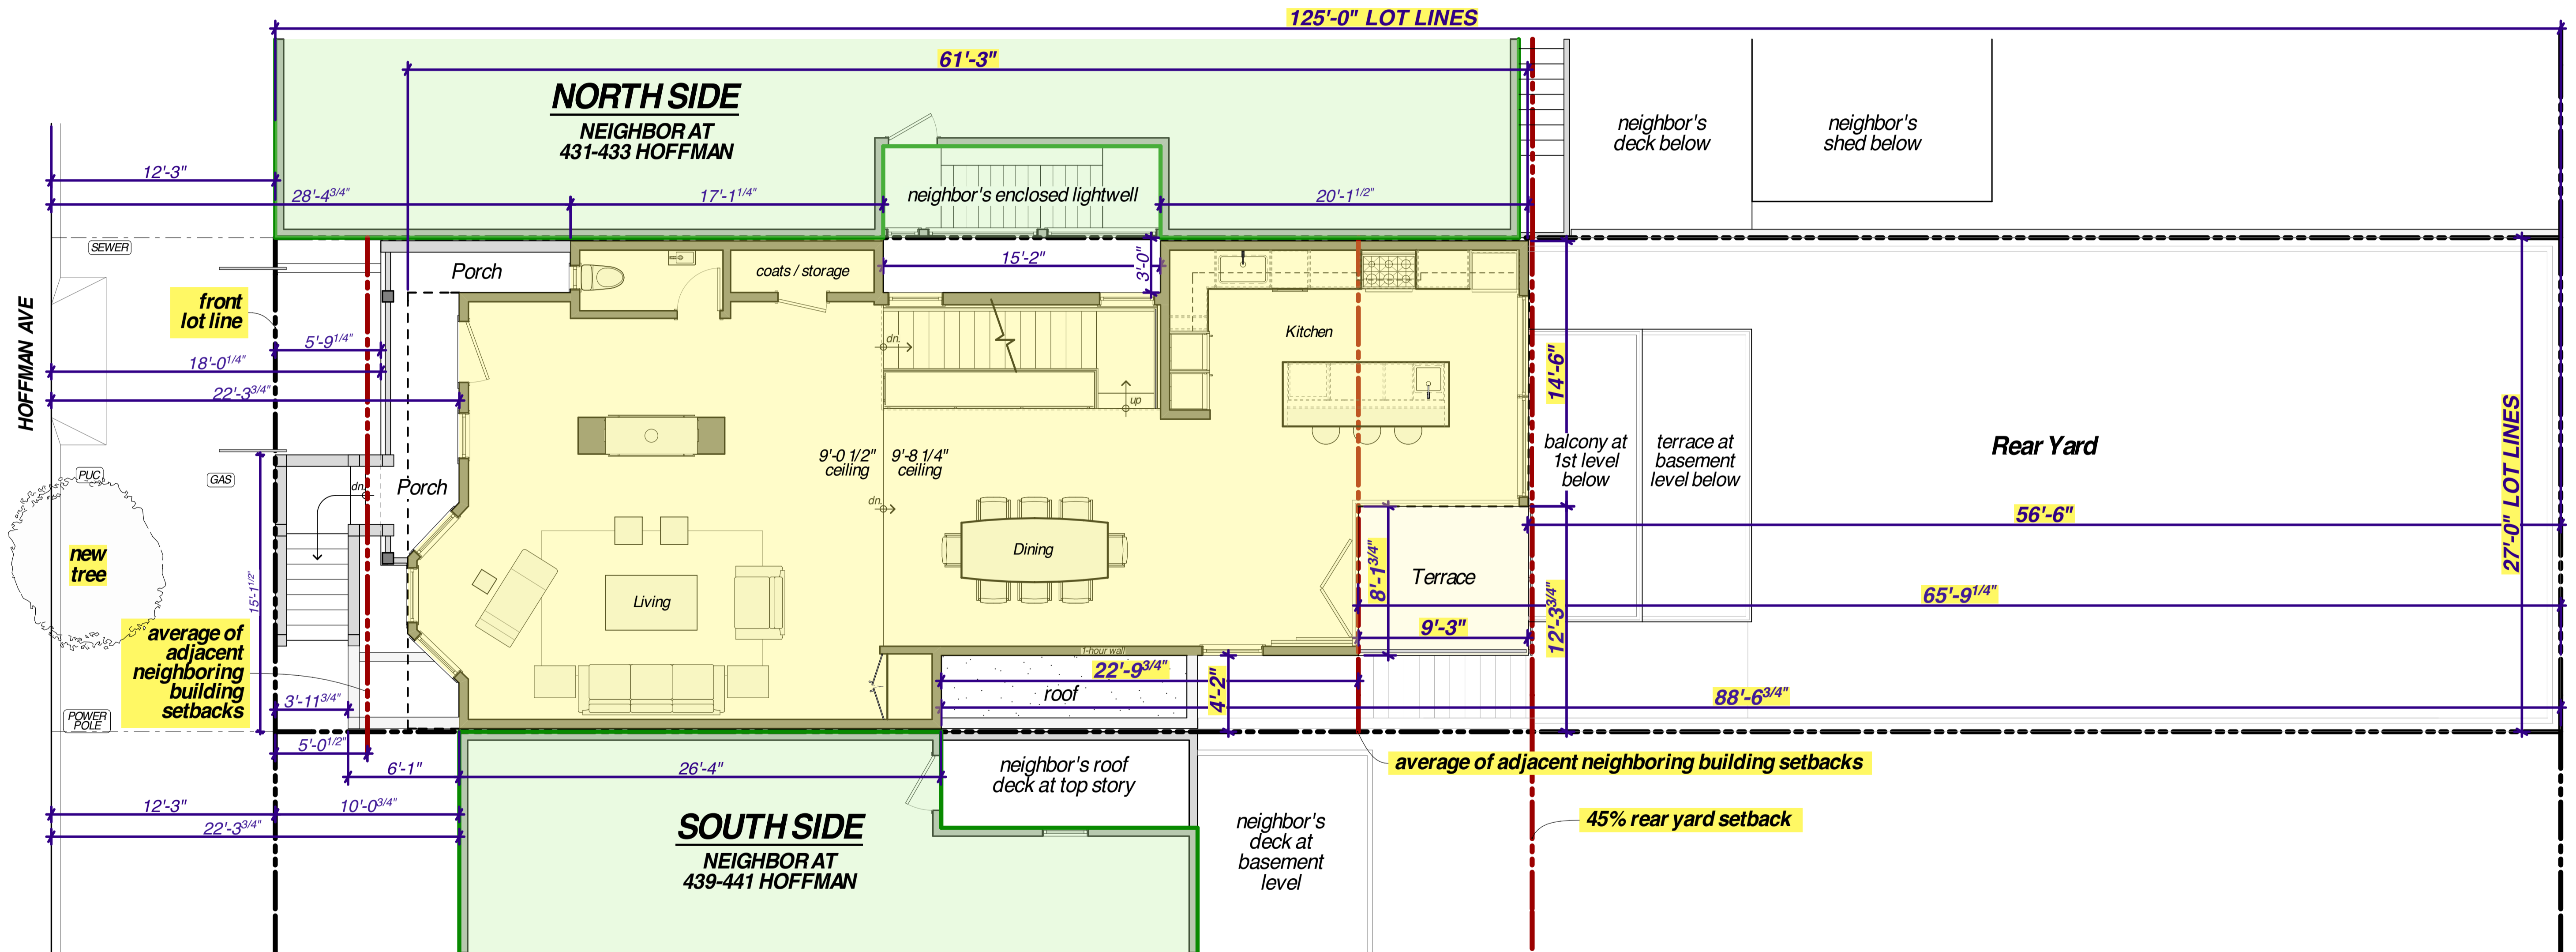 125'-0" LOT LINES
61'-3"
NORTH SIDE
NEIGHBOR AT
431-433 HOFFMAN
neighbor's
deck below
neighbor's
shed below
12'-3"
28'-4 3/4"
17'-1 1/4"
neighbor's enclosed lightwell
20'-1 1/2"
SEWER
Porch
coats / storage
15'-2"
3'-0"
HOFFMAN AVE
front
lot line
5'-9 1/4"
18'-0 1/4"
22'-3 3/4"
dn.
Kitchen
14'-6"
up
9'-0 1/2"
ceiling
9'-8 1/4"
ceiling
balcony at
1st level
below
terrace at
basement
level below
Rear Yard
27'-0" LOT LINES
PUC
GAS
dn.
Porch
dn.
56'-6"
new
tree
Dining
8'-1 3/4"
Terrace
15'-1 1/2"
Living
65'-9 1/4"
9'-3"
12'-3 3/4"
average of
adjacent
neighboring
building
setbacks
1-hour wall
22'-9 3/4"
roof
4'-2"
88'-6 3/4"
3'-11 3/4"
POWER
POLE
5'-0 1/2"
6'-1"
26'-4"
neighbor's roof
deck at top story
average of adjacent neighboring building setbacks
12'-3"
10'-0 3/4"
22'-3 3/4"
SOUTH SIDE
NEIGHBOR AT
439-441 HOFFMAN
neighbor's
deck at
basement
level
45% rear yard setback